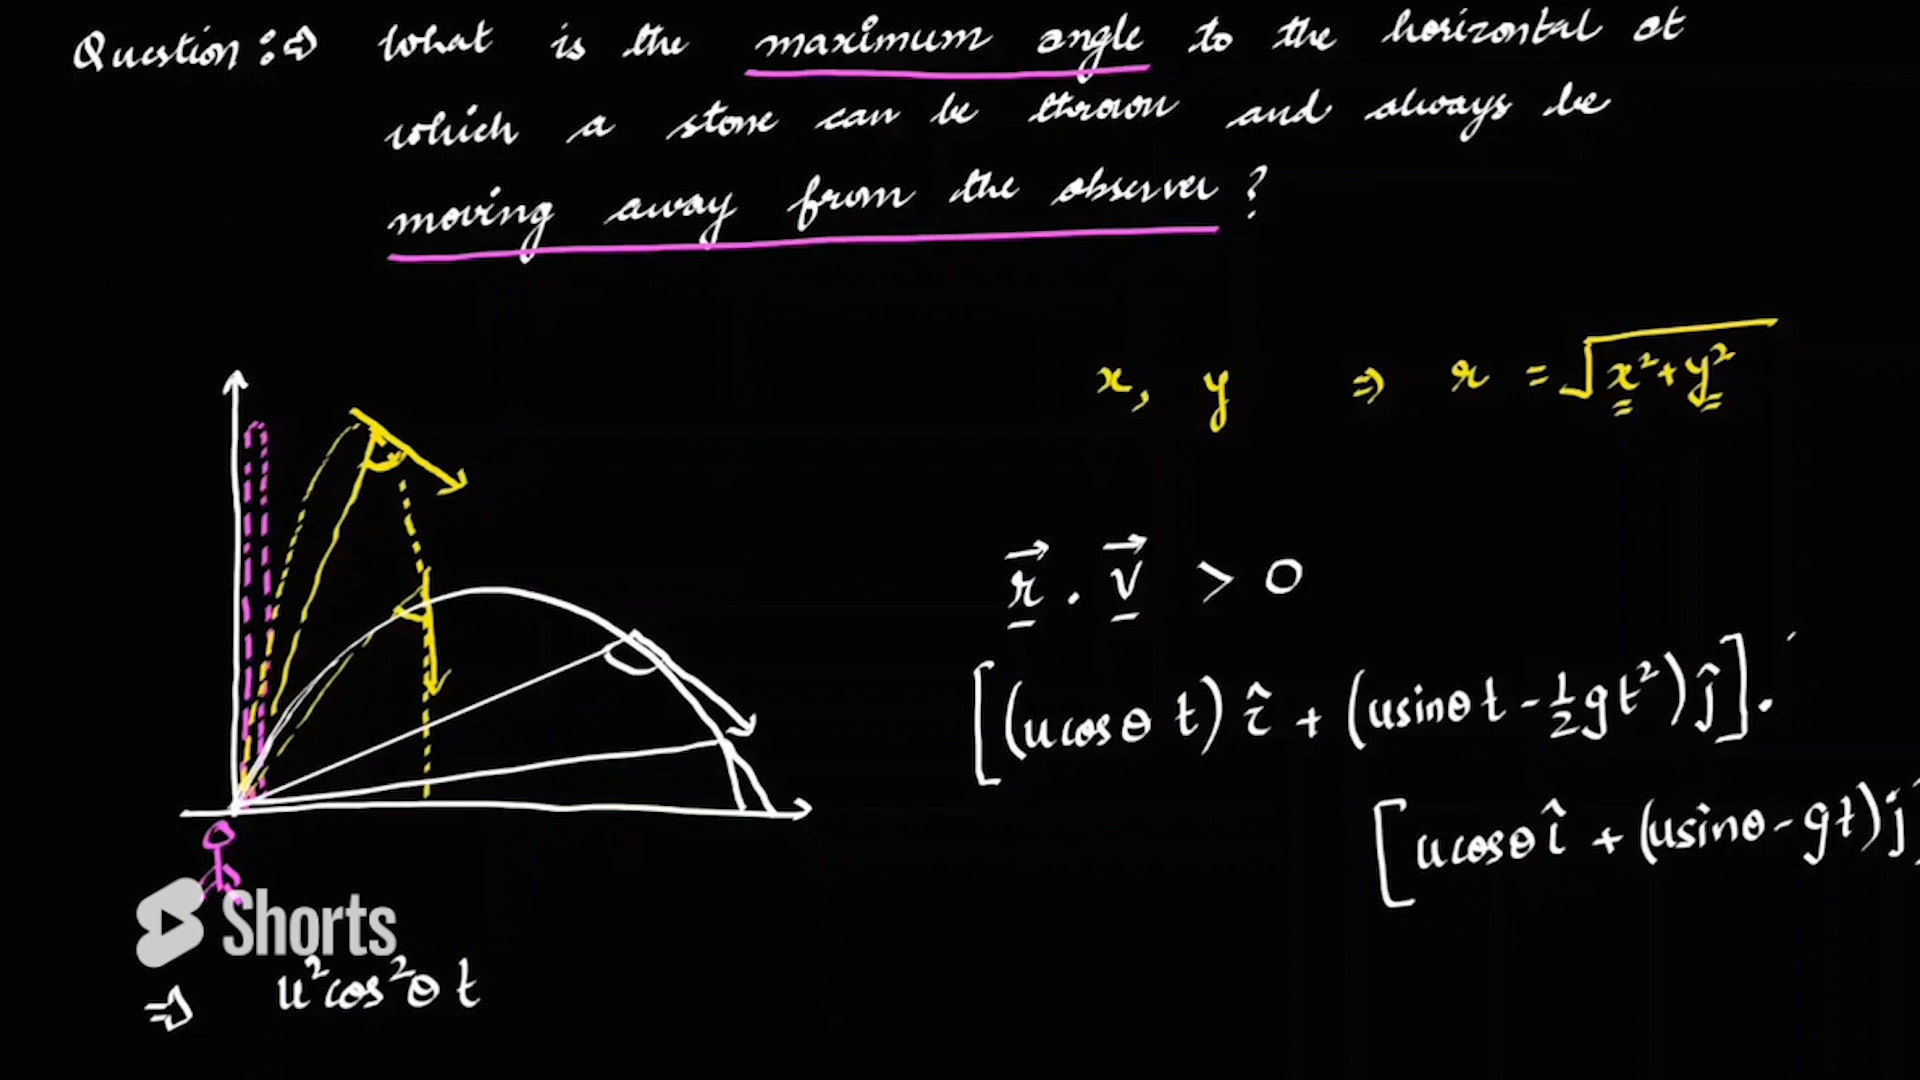 Question :⇒ What is the maximum angle to the horizontal at
which a stone can be thrown and always be
moving away from the observer ?
x, y ⇒ r = √x²+y²
r⃗ . v⃗ > 0
[(ucosθ t) î + (usinθt - ½gt²) ĵ].
[ucosθ î + (usinθ - gt) ĵ]
Shorts
⇒ u²cos²θ t